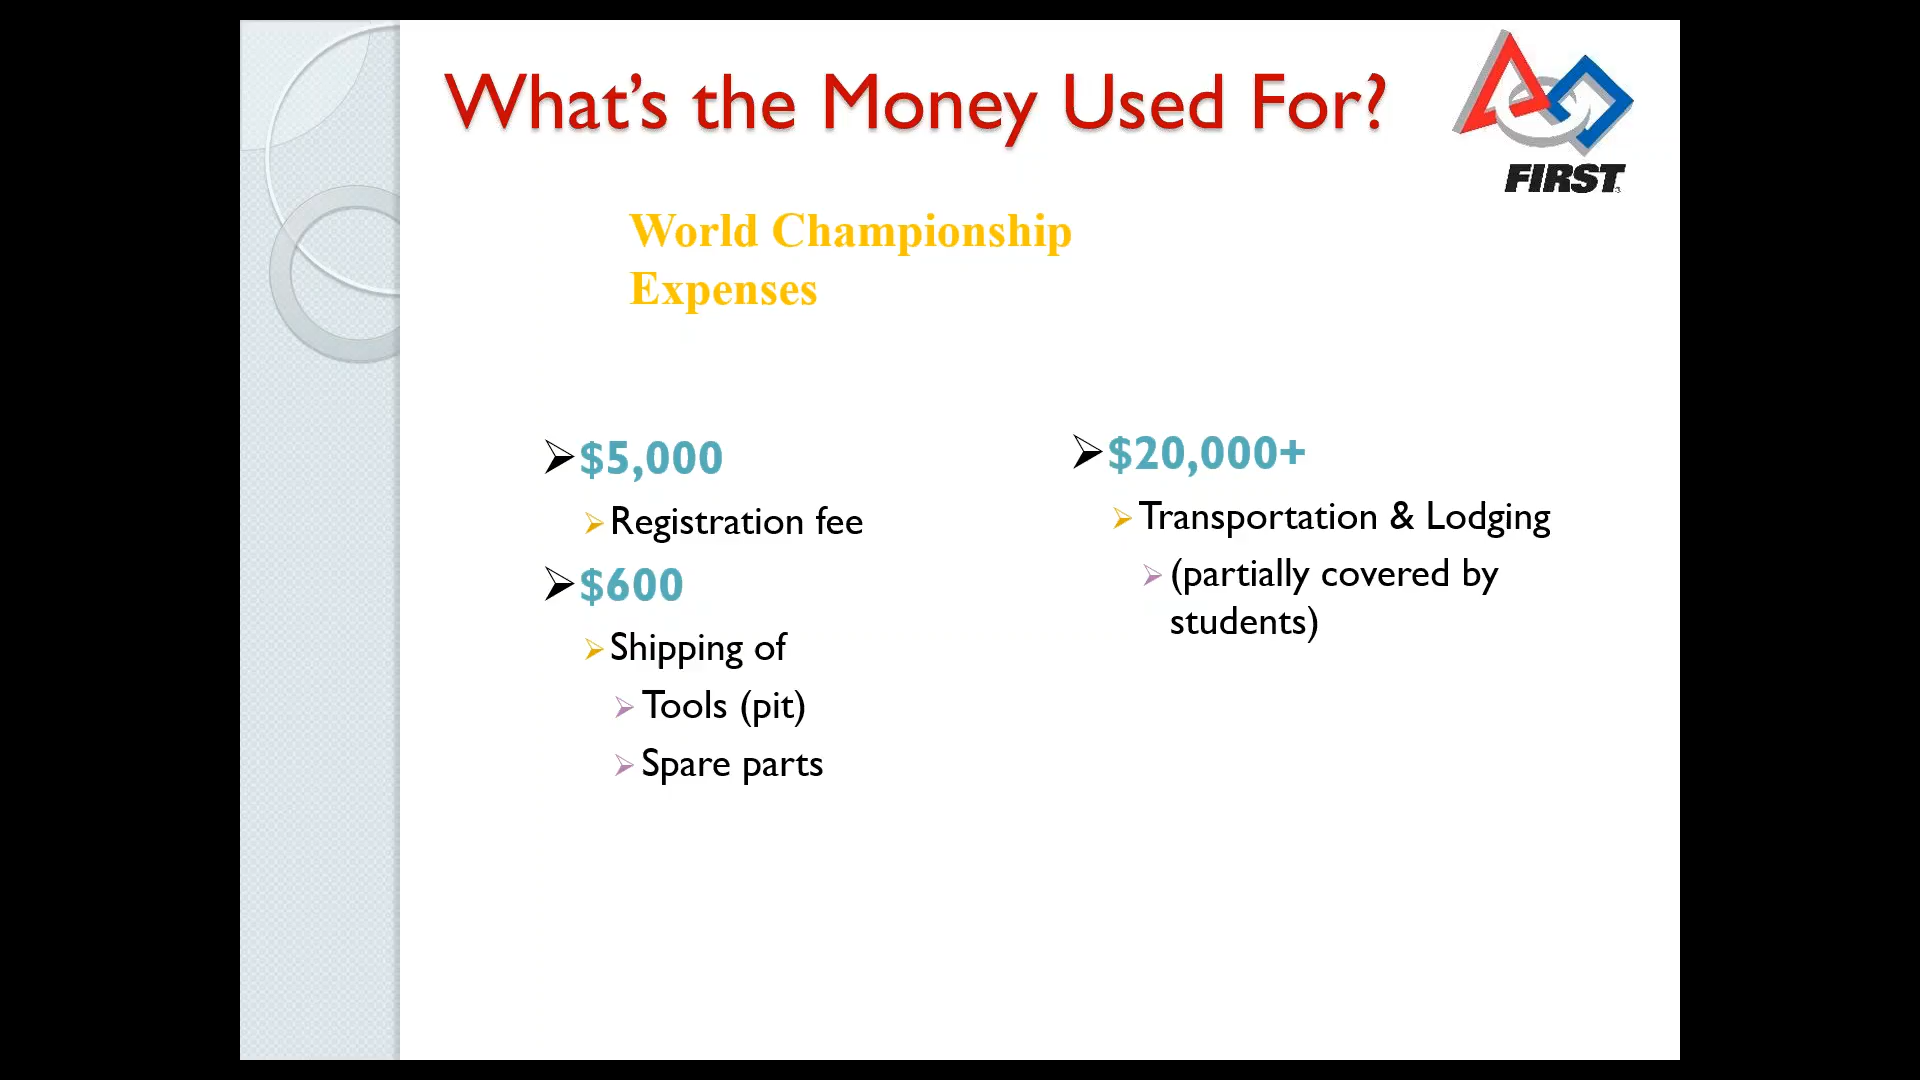 What’s the Money Used For?
FIRST
World Championship
Expenses
$5,000
Registration fee
$600
Shipping of
Tools (pit)
Spare parts
$20,000+
Transportation & Lodging
(partially covered by
students)